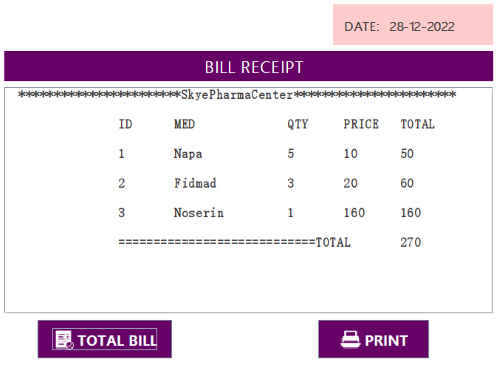 DATE: 28-12-2022
BILL RECEIPT
************************SkyePharmaCenter************************
ID MED QTY PRICE TOTAL
1 Napa 5 10 50
2 Fidmad 3 20 60
3 Noserin 1 160 160
============================TOTAL 270
TOTAL BILL PRINT